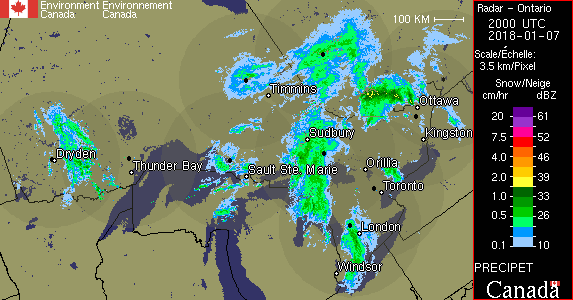 Environment Environnement
Canada Canada
100 KM
Radar - Ontario
2000 UTC
2018-01-07
Scale/Échelle:
3.5 km/Pixel
Snow/Neige
cm/hr dBZ
20 61
7.5 52
4.0 46
2.0 39
1.0 33
0.5 26
0.1 10
PRECIPET
Canada
Timmins
Ottawa
Sudbury
Kingston
Dryden
Thunder Bay
Sault Ste. Marie
Orillia
Toronto
London
Windsor